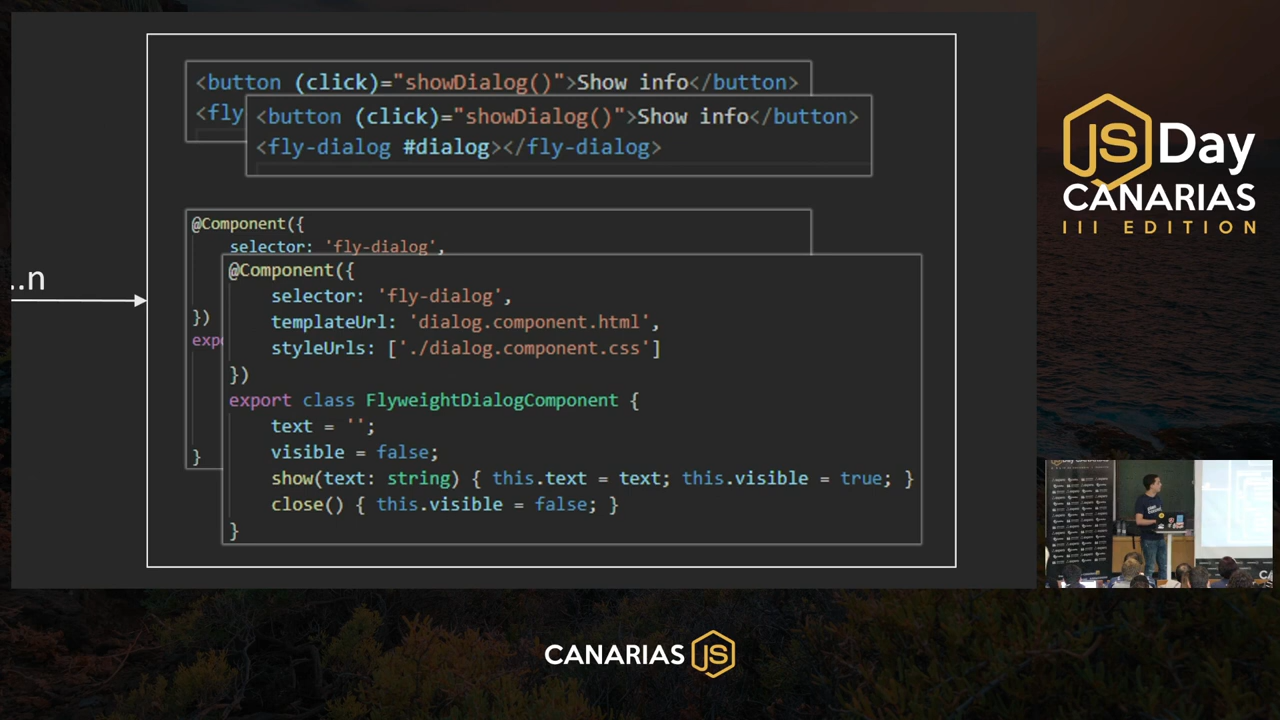 <button (click)="showDialog()">Show info</button>
<fly
<button (click)="showDialog()">Show info</button>
<fly-dialog #dialog></fly-dialog>
@Component({
selector: 'fly-dialog',
})
expo
}
@Component({
selector: 'fly-dialog',
templateUrl: 'dialog.component.html',
styleUrls: ['./dialog.component.css']
})
export class FlyweightDialogComponent {
text = '';
visible = false;
show(text: string) { this.text = text; this.visible = true; }
close() { this.visible = false; }
}
..n
JS Day
CANARIAS
III EDITION
CANARIAS JS